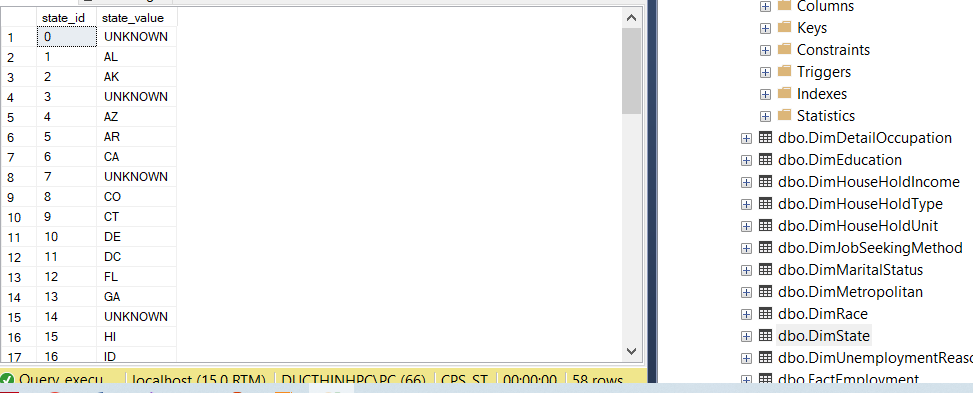 state_id state_value
1 0 UNKNOWN
2 1 AL
3 2 AK
4 3 UNKNOWN
5 4 AZ
6 5 AR
7 6 CA
8 7 UNKNOWN
9 8 CO
10 9 CT
11 10 DE
12 11 DC
13 12 FL
14 13 GA
15 14 UNKNOWN
16 15 HI
17 16 ID
Query execu... localhost (15.0 RTM) DUCTHINHPC\PC (66) CPS_ST 00:00:00 58 rows
Columns
Keys
Constraints
Triggers
Indexes
Statistics
dbo.DimDetailOccupation
dbo.DimEducation
dbo.DimHouseHoldIncome
dbo.DimHouseHoldType
dbo.DimHouseHoldUnit
dbo.DimJobSeekingMethod
dbo.DimMaritalStatus
dbo.DimMetropolitan
dbo.DimRace
dbo.DimState
dbo.DimUnemploymentReaso
dbo.FactEmployment